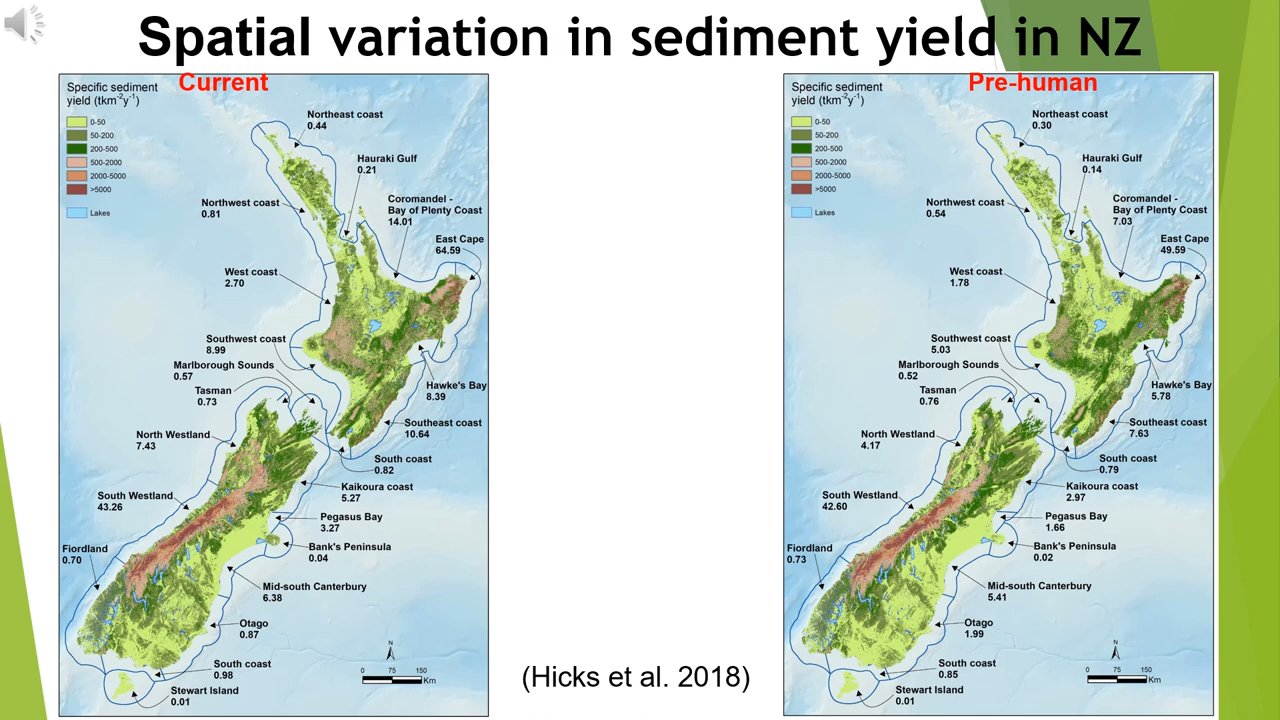 Spatial variation in sediment yield in NZ
Current
Specific sediment
yield (tkm-2y-1)
0-50
50-200
200-500
500-2000
2000-5000
>5000
Lakes
Northeast coast
0.44
Hauraki Gulf
0.21
Northwest coast
0.81
Coromandel -
Bay of Plenty Coast
14.01
East Cape
64.59
West coast
2.70
Southwest coast
8.99
Marlborough Sounds
0.57
Tasman
0.73
Hawke's Bay
8.39
Southeast coast
10.64
North Westland
7.43
South coast
0.82
Kaikoura coast
5.27
South Westland
43.26
Pegasus Bay
3.27
Bank's Peninsula
0.04
Fiordland
0.70
Mid-south Canterbury
6.38
Otago
0.87
South coast
0.98
Stewart Island
0.01
N
0 75 150
Km
(Hicks et al. 2018)
Pre-human
Specific sediment
yield (tkm-2y-1)
0-50
50-200
200-500
500-2000
2000-5000
>5000
Lakes
Northeast coast
0.30
Hauraki Gulf
0.14
Northwest coast
0.54
Coromandel -
Bay of Plenty Coast
7.03
East Cape
49.59
West coast
1.78
Southwest coast
5.03
Marlborough Sounds
0.52
Tasman
0.76
Hawke's Bay
5.78
Southeast coast
7.63
North Westland
4.17
South coast
0.79
Kaikoura coast
2.97
South Westland
42.60
Pegasus Bay
1.66
Bank's Peninsula
0.02
Fiordland
0.73
Mid-south Canterbury
5.41
Otago
1.99
South coast
0.85
Stewart Island
0.01
N
0 75 150
Km